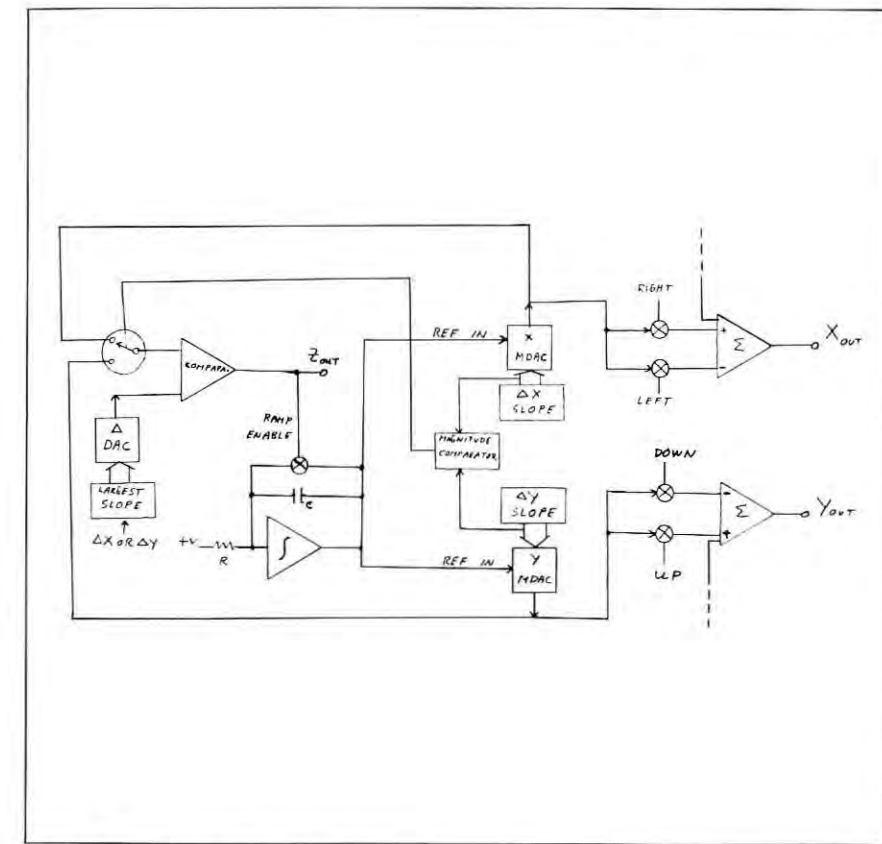 RIGHT
X OUT
REF IN
X
MDAC
+
Σ
−
COMPARA.
Z OUT
LEFT
ΔX
SLOPE
RAMP
ENABLE
MAGNITUDE
COMPARATOR
DOWN
Δ
DAC
LARGEST
SLOPE
ΔX OR ΔY
C
+V
R
∫
ΔY
SLOPE
REF IN
Y
MDAC
−
Σ
+
Y OUT
UP